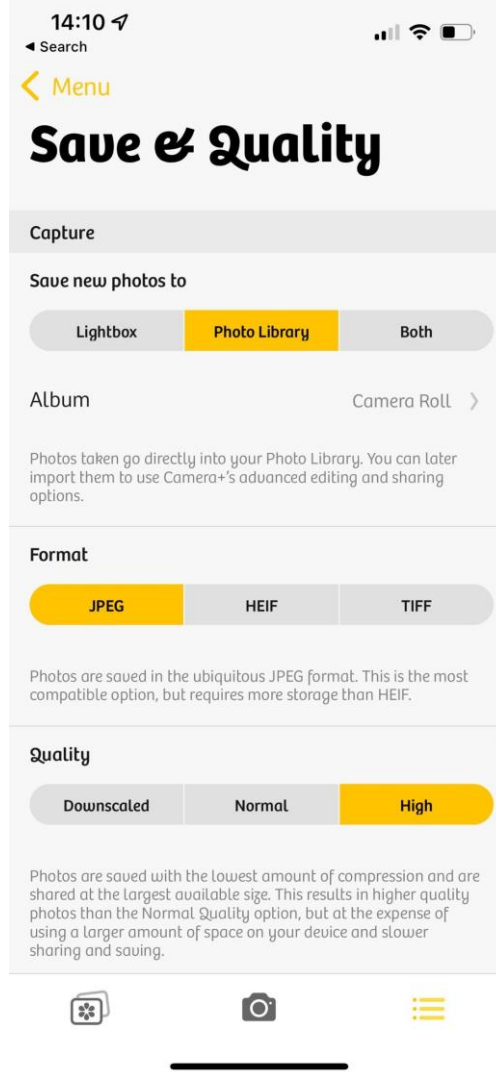 14:10
◄ Search
Menu
Save & Quality
Capture
Save new photos to
Lightbox Photo Library Both
Album Camera Roll
Photos taken go directly into your Photo Library. You can later
import them to use Camera+'s advanced editing and sharing
options.
Format
JPEG HEIF TIFF
Photos are saved in the ubiquitous JPEG format. This is the most
compatible option, but requires more storage than HEIF.
Quality
Downscaled Normal High
Photos are saved with the lowest amount of compression and are
shared at the largest available size. This results in higher quality
photos than the Normal Quality option, but at the expense of
using a larger amount of space on your device and slower
sharing and saving.